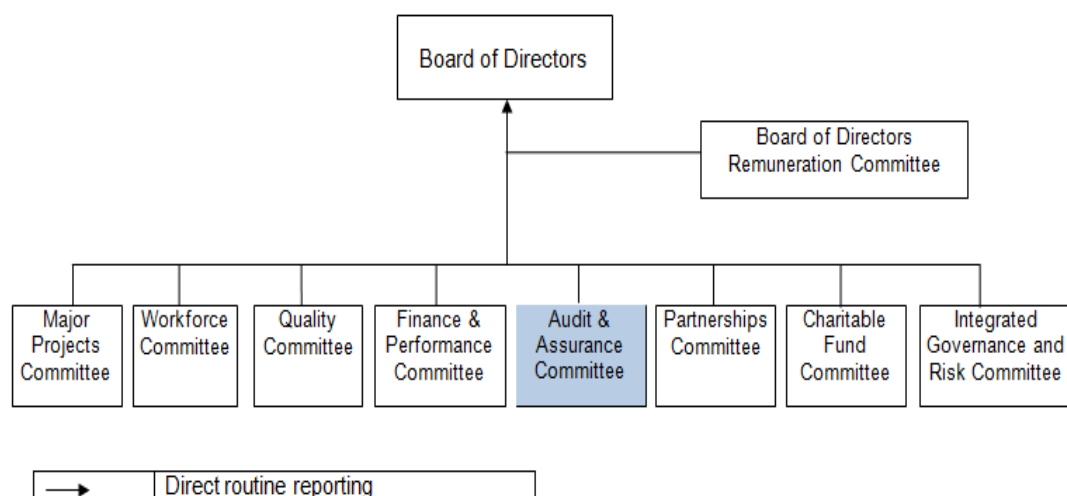 Board of Directors
Board of Directors
Remuneration Committee
Major
Projects
Committee
Workforce
Committee
Quality
Committee
Finance &
Performance
Committee
Audit &
Assurance
Committee
Partnerships
Committee
Charitable
Fund
Committee
Integrated
Governance and
Risk Committee
Direct routine reporting